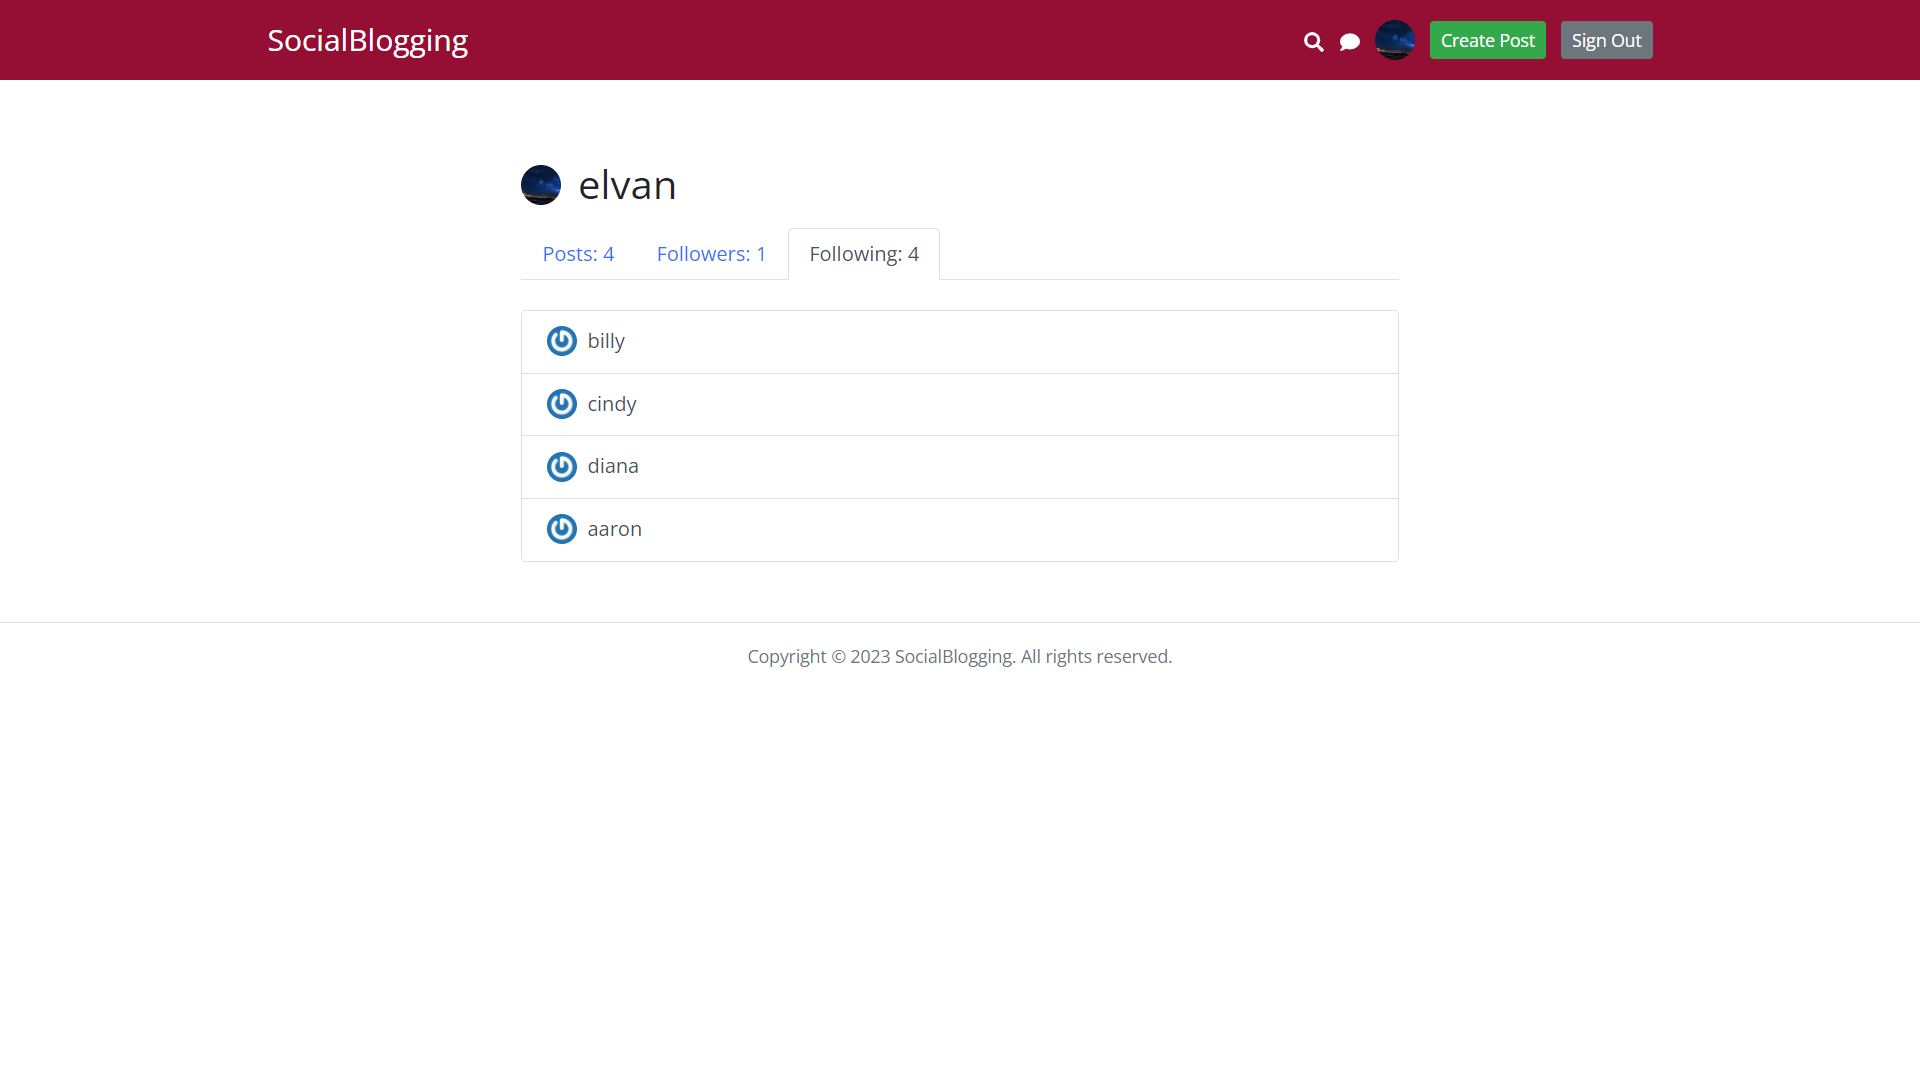 SocialBlogging
Create Post
Sign Out
elvan
Posts: 4
Followers: 1
Following: 4
billy
cindy
diana
aaron
Copyright © 2023 SocialBlogging. All rights reserved.